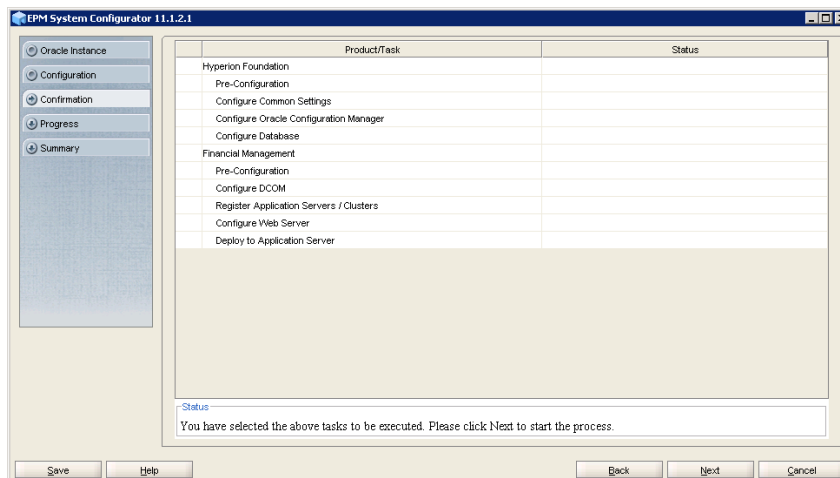 EPM System Configurator 11.1.2.1
Oracle Instance
Configuration
Confirmation
Progress
Summary
Product/Task Status
Hyperion Foundation
Pre-Configuration
Configure Common Settings
Configure Oracle Configuration Manager
Configure Database
Financial Management
Pre-Configuration
Configure DCOM
Register Application Servers / Clusters
Configure Web Server
Deploy to Application Server
Status
You have selected the above tasks to be executed. Please click Next to start the process.
Save Help Back Next Cancel